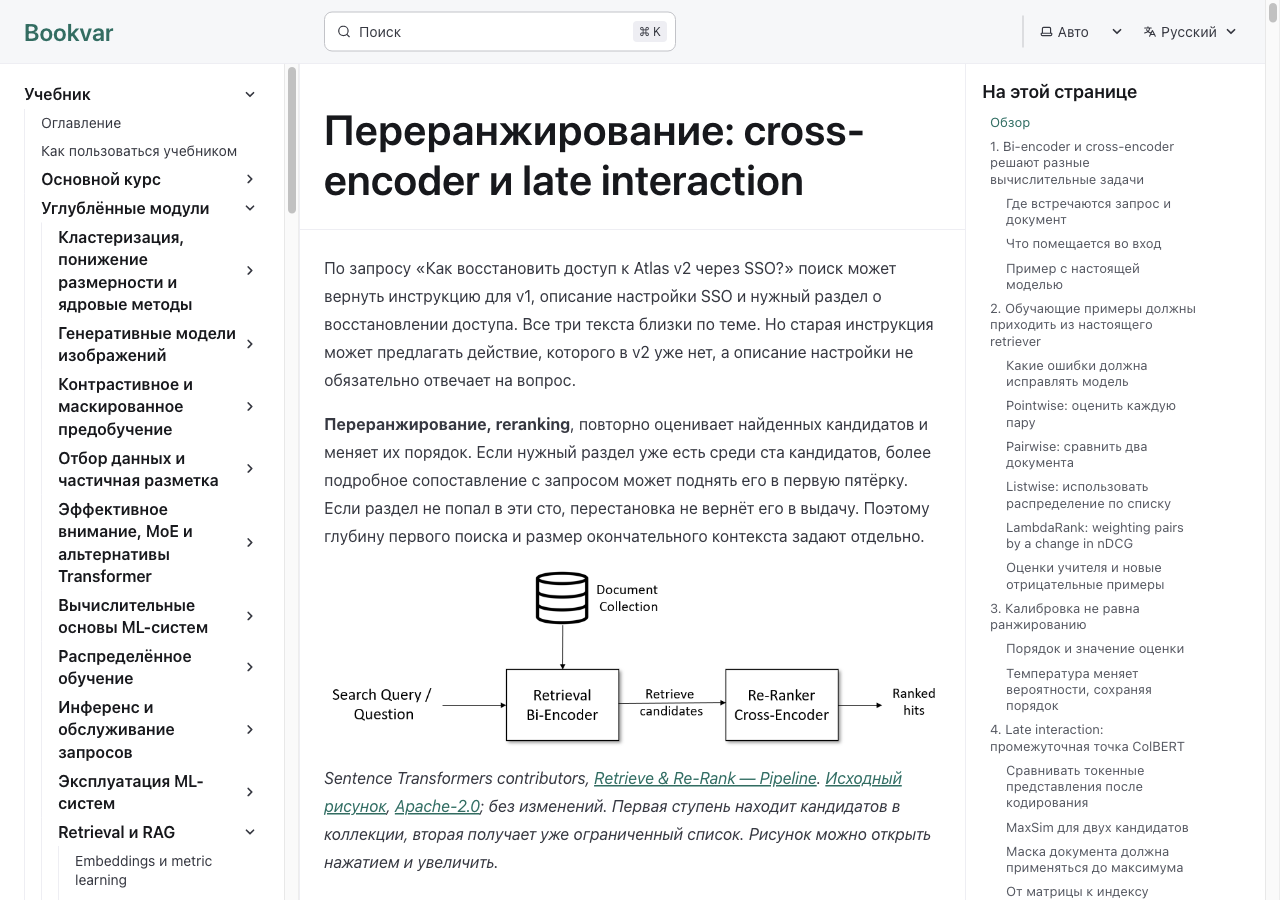 Bookvar
Поиск
⌘ K
Авто
Русский
Учебник
Оглавление
Как пользоваться учебником
Основной курс
Углублённые модули
Кластеризация,
понижение
размерности и
ядровые методы
Генеративные модели
изображений
Контрастивное и
маскированное
предобучение
Отбор данных и
частичная разметка
Эффективное
внимание, MoE и
альтернативы
Transformer
Вычислительные
основы ML-систем
Распределённое
обучение
Инференс и
обслуживание
запросов
Эксплуатация ML-
систем
Retrieval и RAG
Embeddings и metric
learning
Переранжирование: cross-
encoder и late interaction
По запросу «Как восстановить доступ к Atlas v2 через SSO?» поиск может
вернуть инструкцию для v1, описание настройки SSO и нужный раздел о
восстановлении доступа. Все три текста близки по теме. Но старая инструкция
может предлагать действие, которого в v2 уже нет, а описание настройки не
обязательно отвечает на вопрос.
Переранжирование, reranking, повторно оценивает найденных кандидатов и
меняет их порядок. Если нужный раздел уже есть среди ста кандидатов, более
подробное сопоставление с запросом может поднять его в первую пятёрку.
Если раздел не попал в эти сто, перестановка не вернёт его в выдачу. Поэтому
глубину первого поиска и размер окончательного контекста задают отдельно.
Document
Collection
Search Query /
Question
Retrieval
Bi-Encoder
Retrieve
candidates
Re-Ranker
Cross-Encoder
Ranked
hits
Sentence Transformers contributors, Retrieve & Re-Rank — Pipeline. Исходный
рисунок, Apache-2.0; без изменений. Первая ступень находит кандидатов в
коллекции, вторая получает уже ограниченный список. Рисунок можно открыть
нажатием и увеличить.
На этой странице
Обзор
1. Bi-encoder и cross-encoder
решают разные
вычислительные задачи
Где встречаются запрос и
документ
Что помещается во вход
Пример с настоящей
моделью
2. Обучающие примеры должны
приходить из настоящего
retriever
Какие ошибки должна
исправлять модель
Pointwise: оценить каждую
пару
Pairwise: сравнить два
документа
Listwise: использовать
распределение по списку
LambdaRank: weighting pairs
by a change in nDCG
Оценки учителя и новые
отрицательные примеры
3. Калибровка не равна
ранжированию
Порядок и значение оценки
Температура меняет
вероятности, сохраняя
порядок
4. Late interaction:
промежуточная точка ColBERT
Сравнивать токенные
представления после
кодирования
MaxSim для двух кандидатов
Маска документа должна
применяться до максимума
От матрицы к индексу